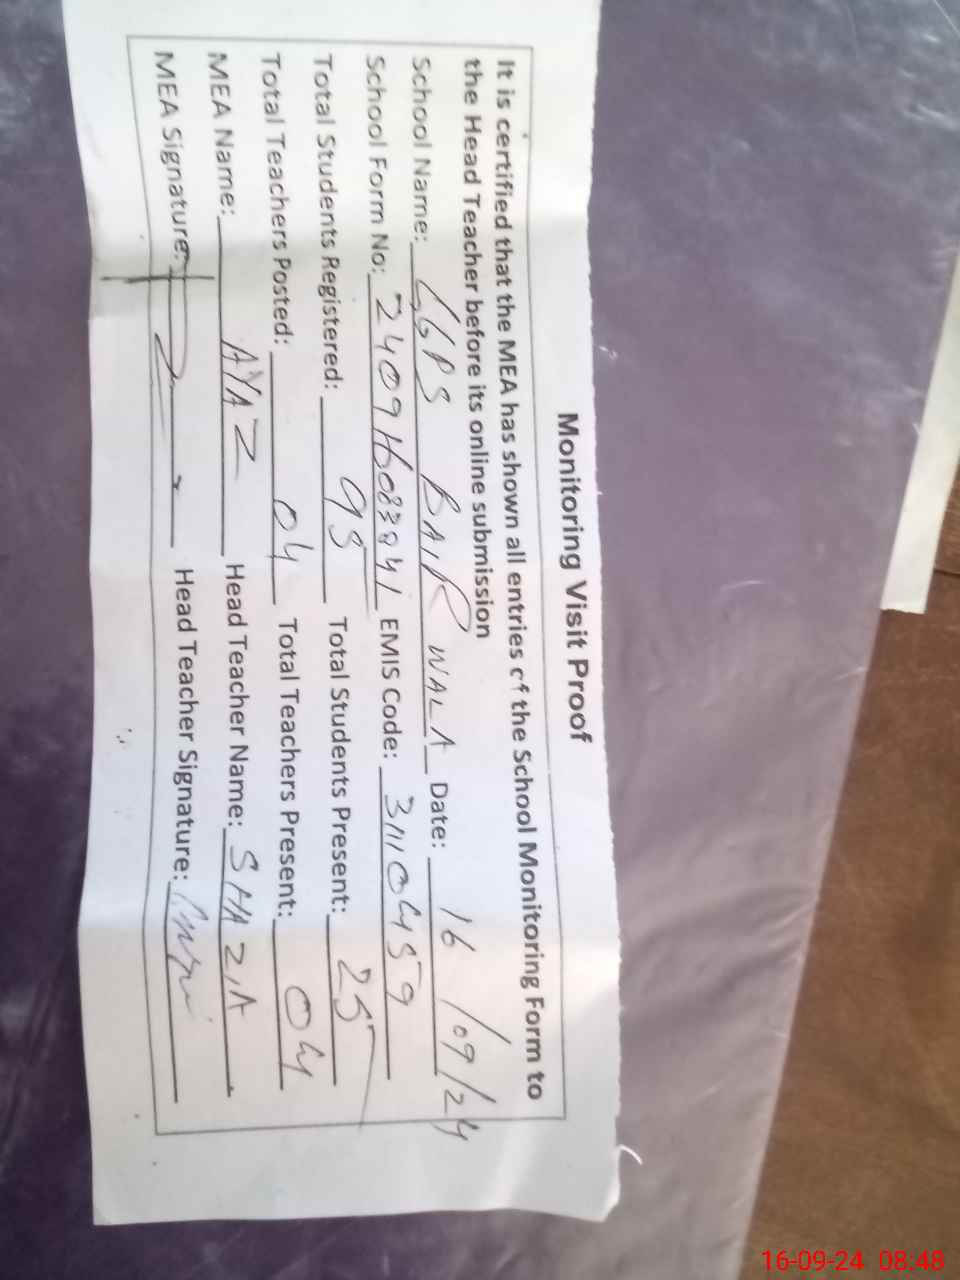 Monitoring Visit Proof
It is certified that the MEA has shown all entries of the School Monitoring Form to
the Head Teacher before its online submission
School Name: GGPS BAIR WALA Date: 16/09/24
School Form No: EMIS Code: 31110459
Total Students Registered: 95 Total Students Present: 25
Total Teachers Posted: 04 Total Teachers Present: 04
MEA Name: AYAZ Head Teacher Name: SHAZIA
MEA Signature: Head Teacher Signature:
16-09-24 08:48